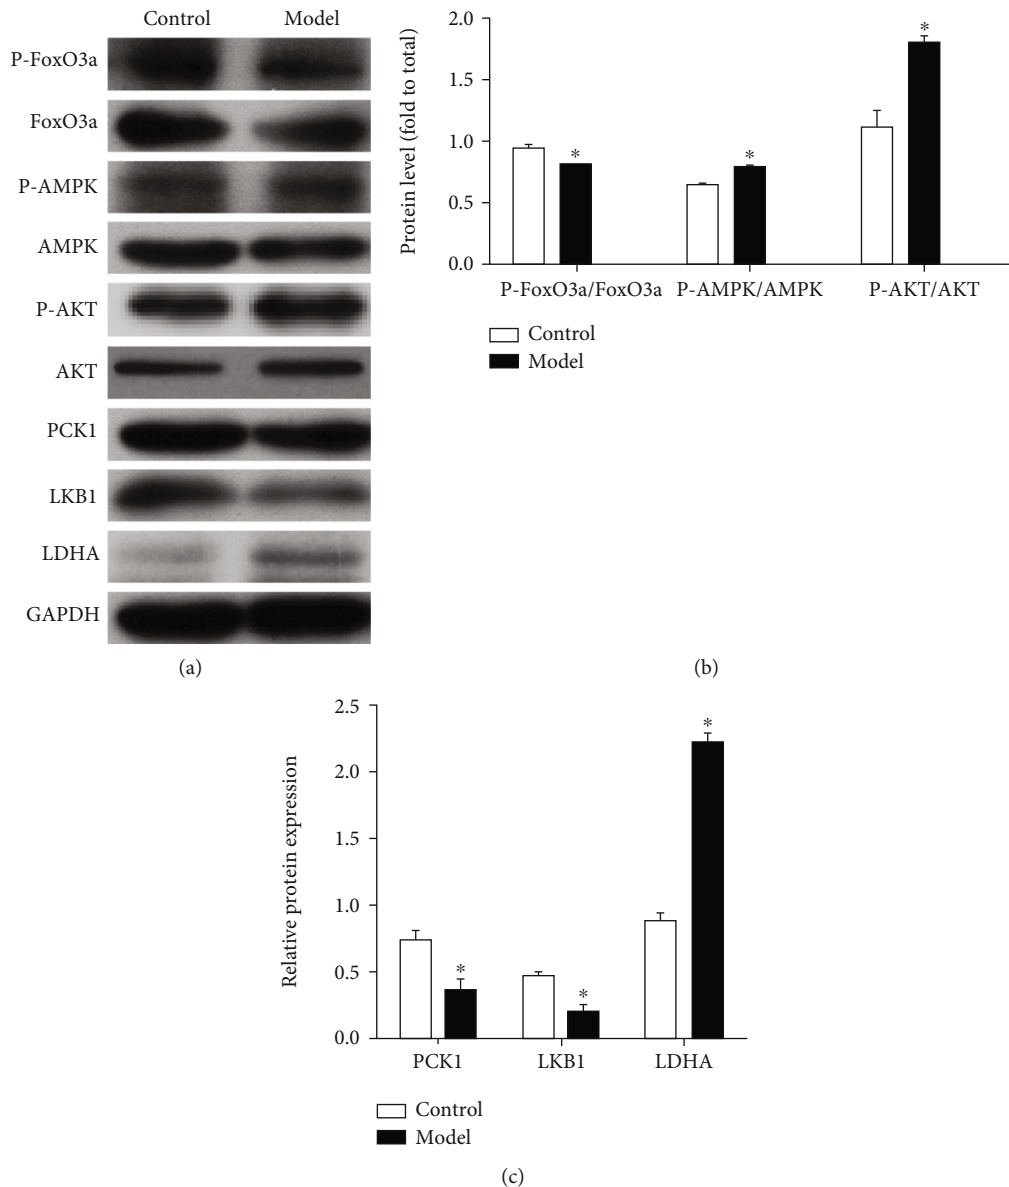 Control Model
P-FoxO3a
FoxO3a
P-AMPK
AMPK
P-AKT
AKT
PCK1
LKB1
LDHA
GAPDH
(a)
Protein level (fold to total)
2.0
1.5
1.0
0.5
0.0
*
*
*
P-FoxO3a/FoxO3a P-AMPK/AMPK P-AKT/AKT
Control
Model
(b)
Relative protein expression
2.5
2.0
1.5
1.0
0.5
0.0
*
*
*
PCK1 LKB1 LDHA
Control
Model
(c)